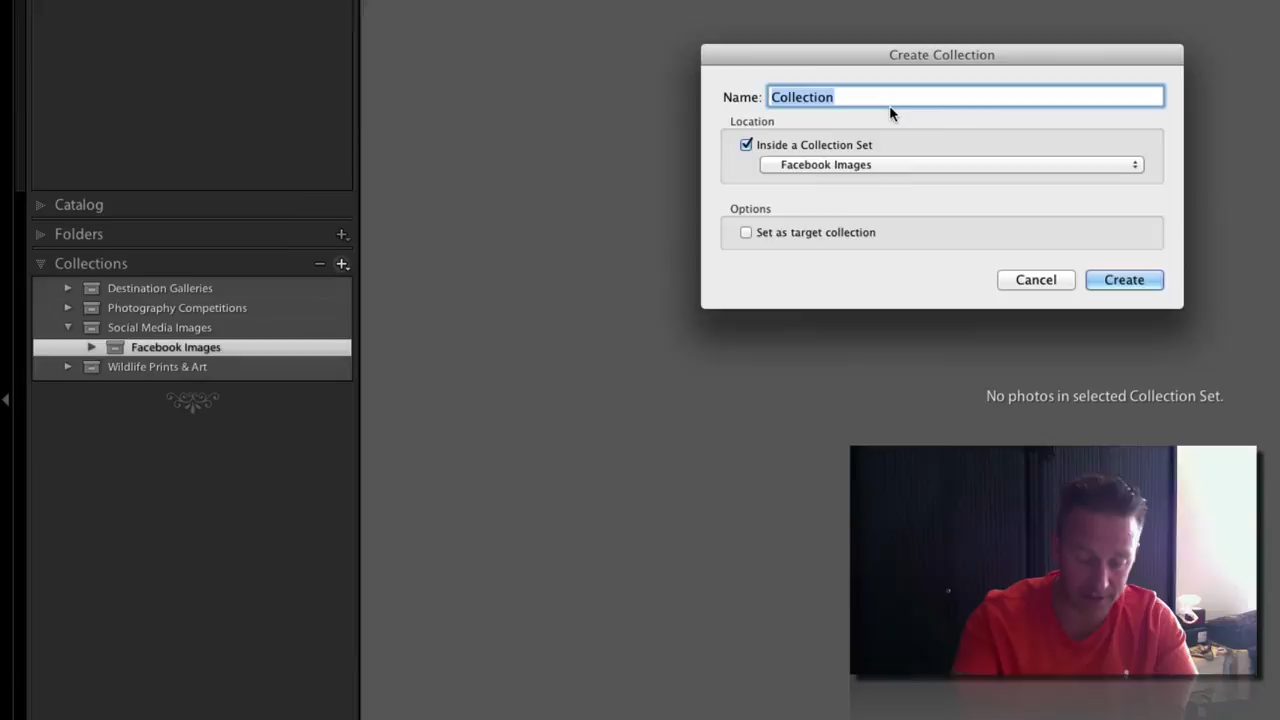 Create Collection
Name: Collection
Location
Inside a Collection Set
Facebook Images
Options
Set as target collection
Cancel Create
Catalog
Folders
Collections
Destination Galleries
Photography Competitions
Social Media Images
Facebook Images
Wildlife Prints & Art
No photos in selected Collection Set.